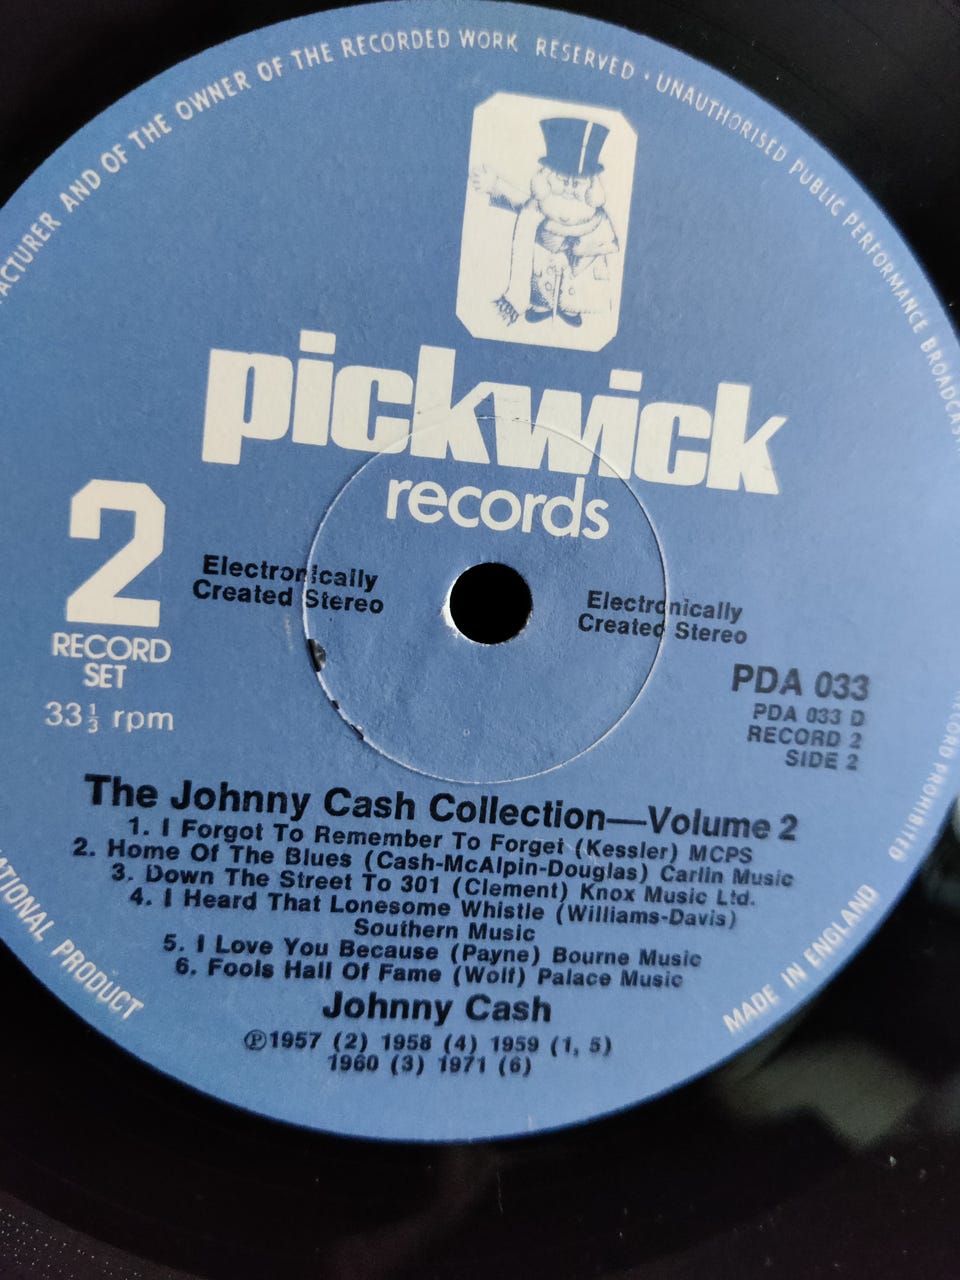 ACTURER AND OF THE OWNER OF THE RECORDED WORK RESERVED · UNAUTHORISED PUBLIC PERFORMANCE BROADCAST
RECORD PROHIBITED
pickwick
records
2
RECORD
SET
33⅓ rpm
Electronically
Created Stereo
Electronically
Created Stereo
PDA 033
PDA 033 D
RECORD 2
SIDE 2
The Johnny Cash Collection—Volume 2
1. I Forgot To Remember To Forget (Kessler) MCPS
2. Home Of The Blues (Cash-McAlpin-Douglas) Carlin Music
3. Down The Street To 301 (Clement) Knox Music Ltd.
4. I Heard That Lonesome Whistle (Williams-Davis)
Southern Music
5. I Love You Because (Payne) Bourne Music
6. Fools Hall Of Fame (Wolf) Palace Music
Johnny Cash
℗1957 (2) 1958 (4) 1959 (1, 5)
1960 (3) 1971 (6)
ATIONAL PRODUCT
MADE IN ENGLAND